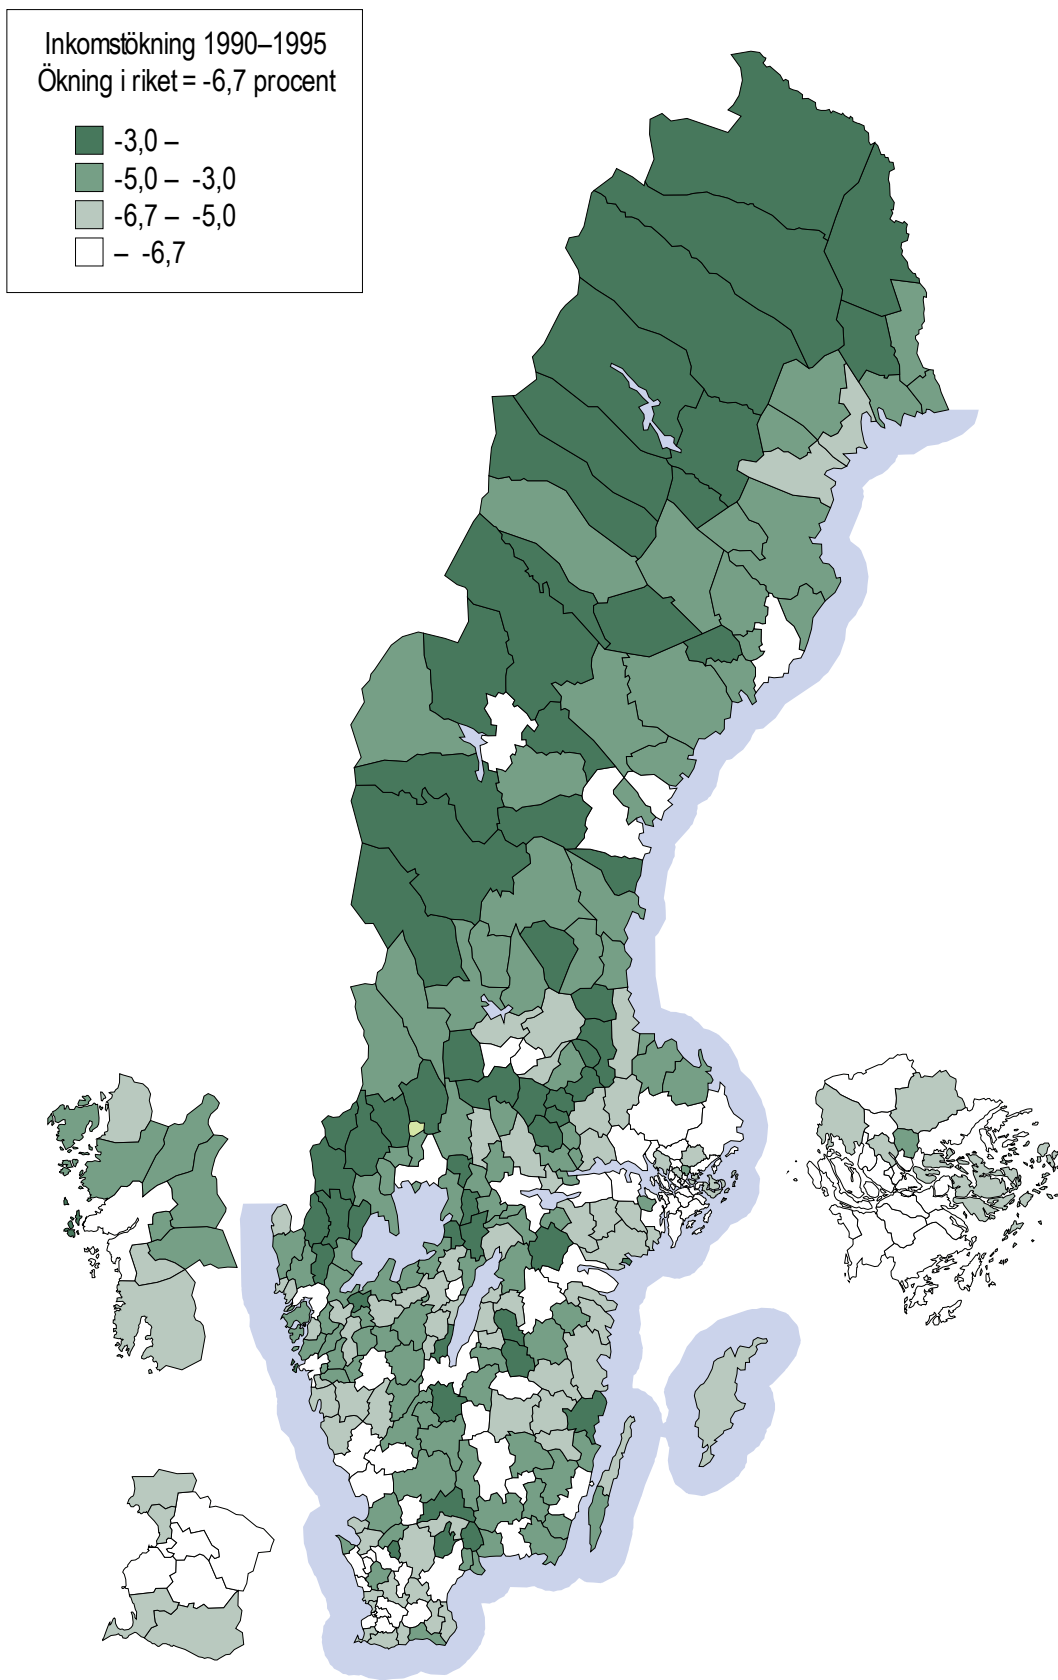 Inkomstökning 1990–1995
Ökning i riket = -6,7 procent
-3,0 –
-5,0 – -3,0
-6,7 – -5,0
– -6,7